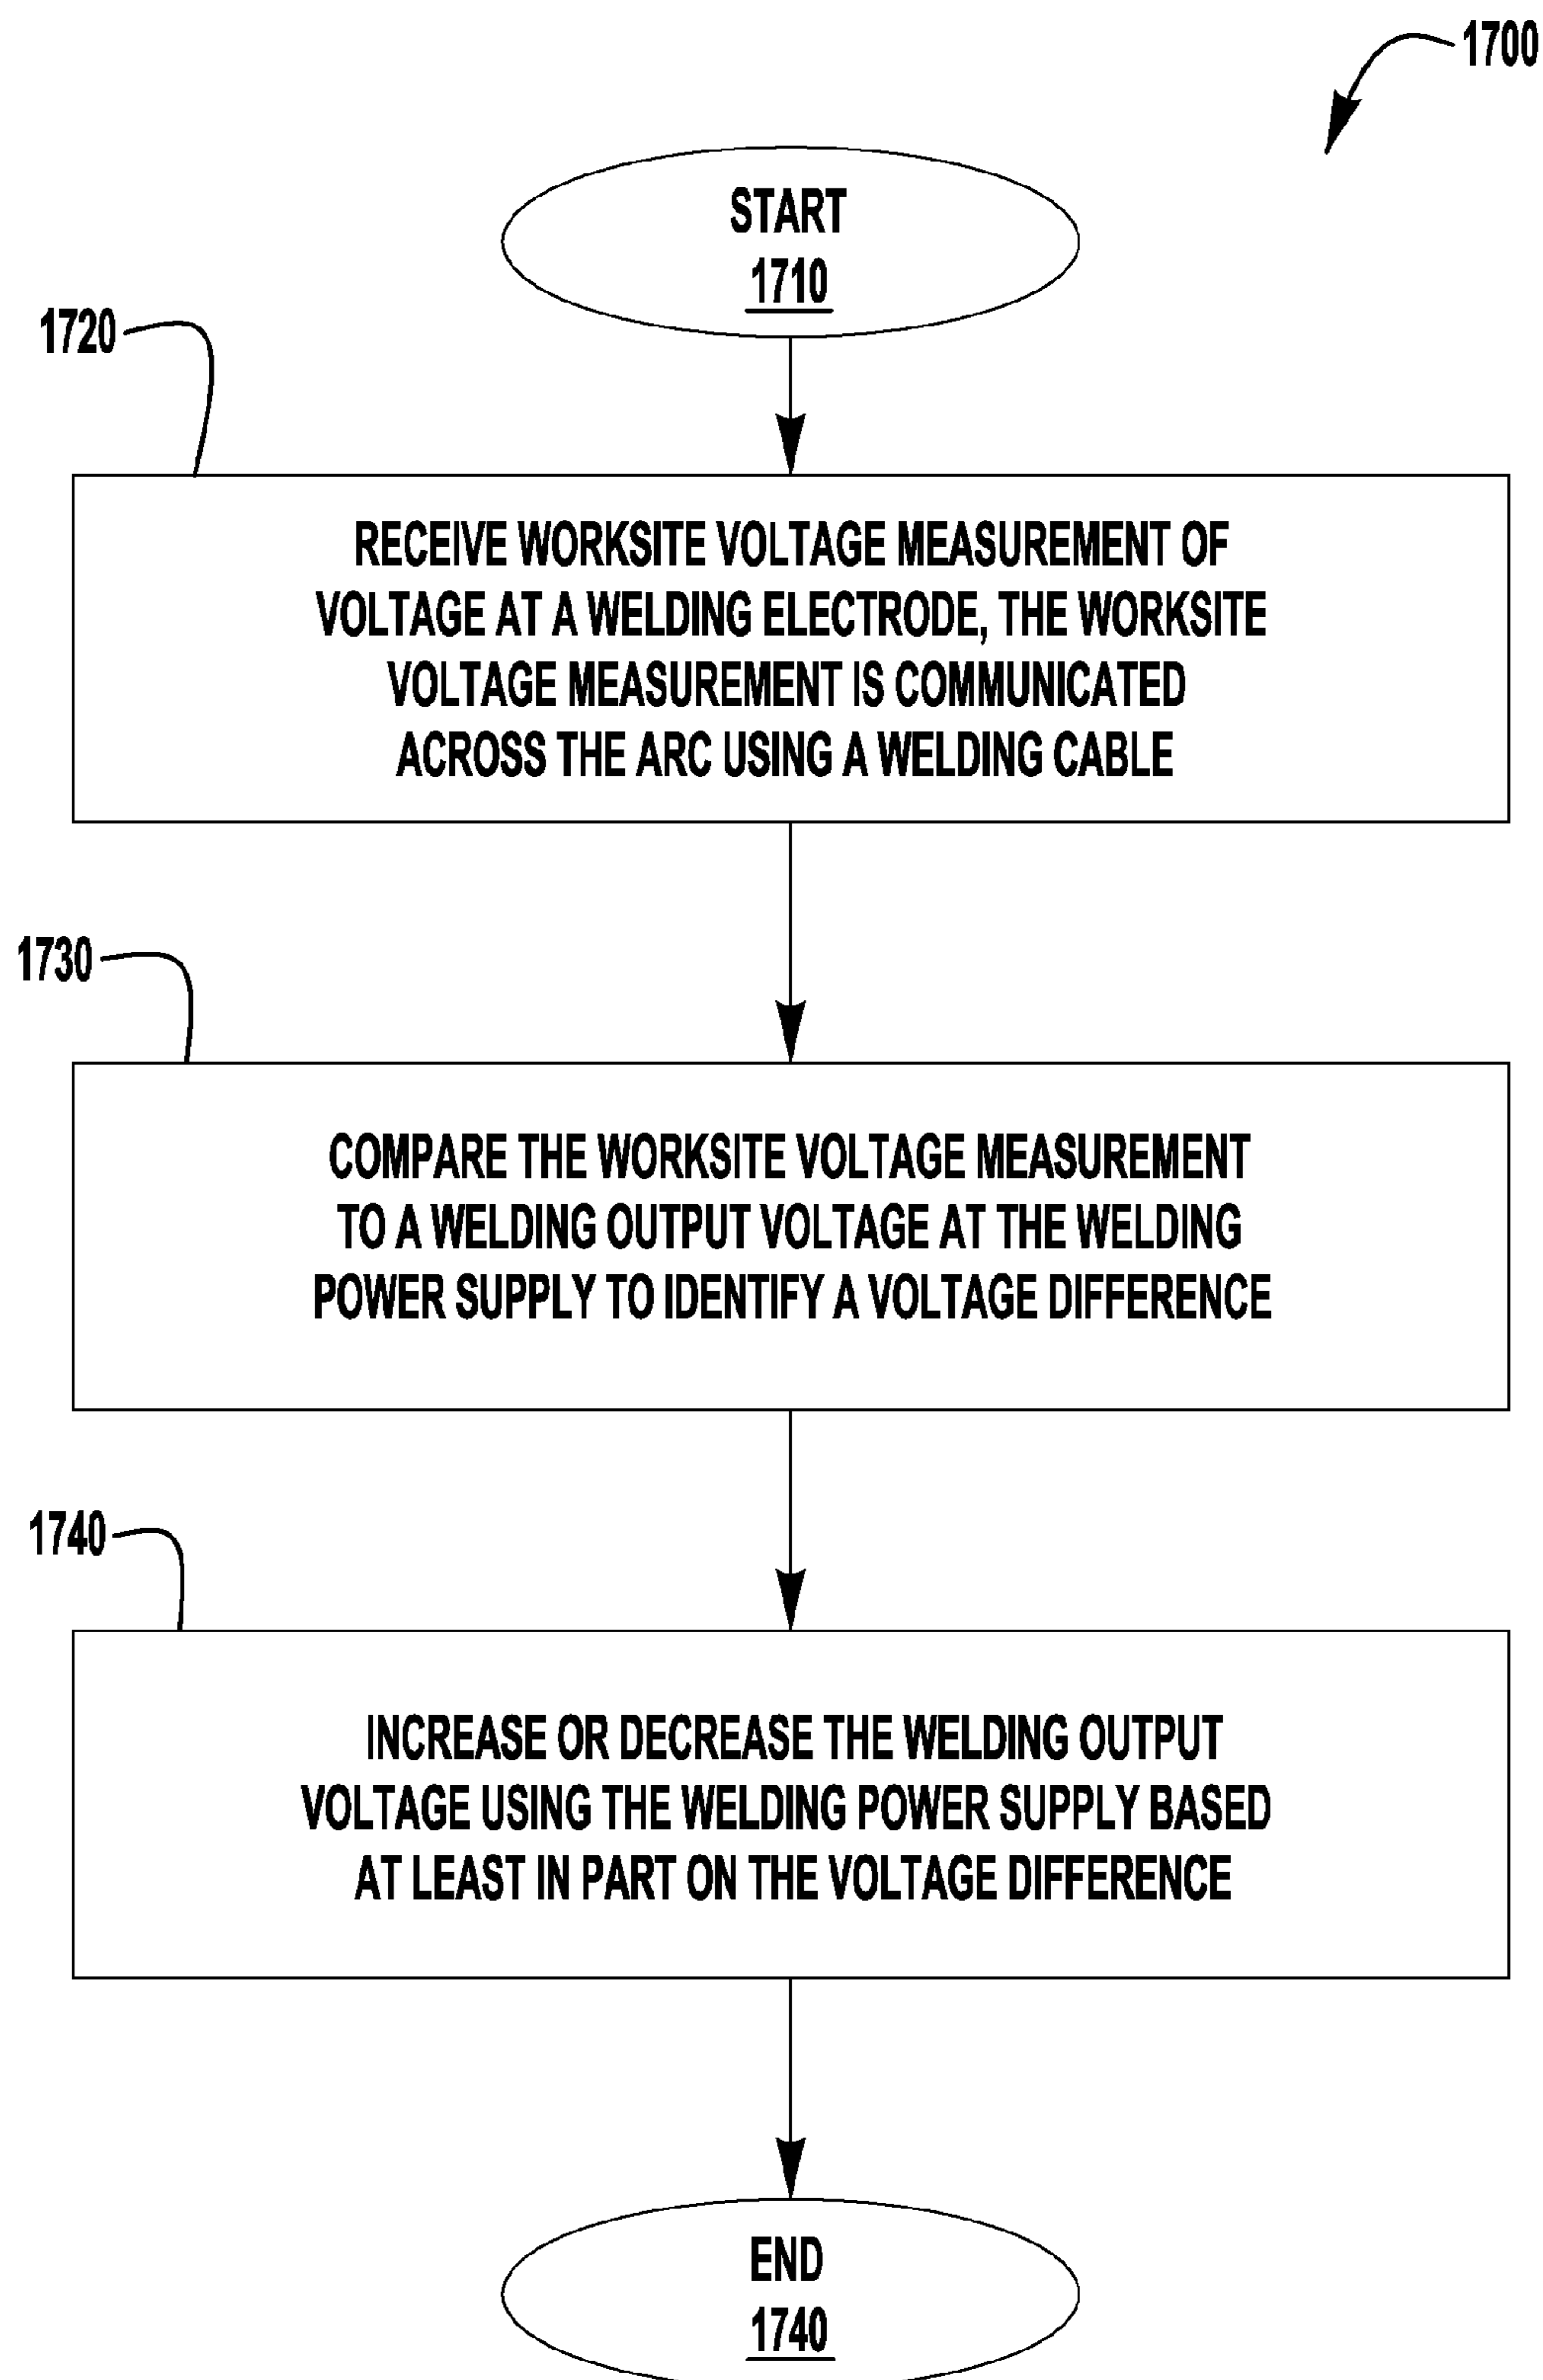 1700
START
1710
1720
RECEIVE WORKSITE VOLTAGE MEASUREMENT OF
VOLTAGE AT A WELDING ELECTRODE, THE WORKSITE
VOLTAGE MEASUREMENT IS COMMUNICATED
ACROSS THE ARC USING A WELDING CABLE
1730
COMPARE THE WORKSITE VOLTAGE MEASUREMENT
TO A WELDING OUTPUT VOLTAGE AT THE WELDING
POWER SUPPLY TO IDENTIFY A VOLTAGE DIFFERENCE
1740
INCREASE OR DECREASE THE WELDING OUTPUT
VOLTAGE USING THE WELDING POWER SUPPLY BASED
AT LEAST IN PART ON THE VOLTAGE DIFFERENCE
END
1740